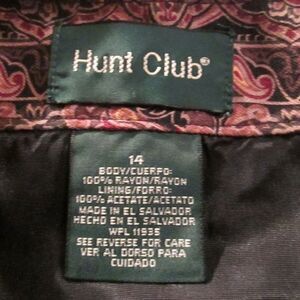 Hunt Club®
14
BODY/CUERPO:
100% RAYON/RAYON
LINING/FORRO:
100% ACETATE/ACETATO
MADE IN EL SALVADOR
HECHO EN EL SALVADOR
WPL 11935
SEE REVERSE FOR CARE
VER AL DORSO PARA
CUIDADO